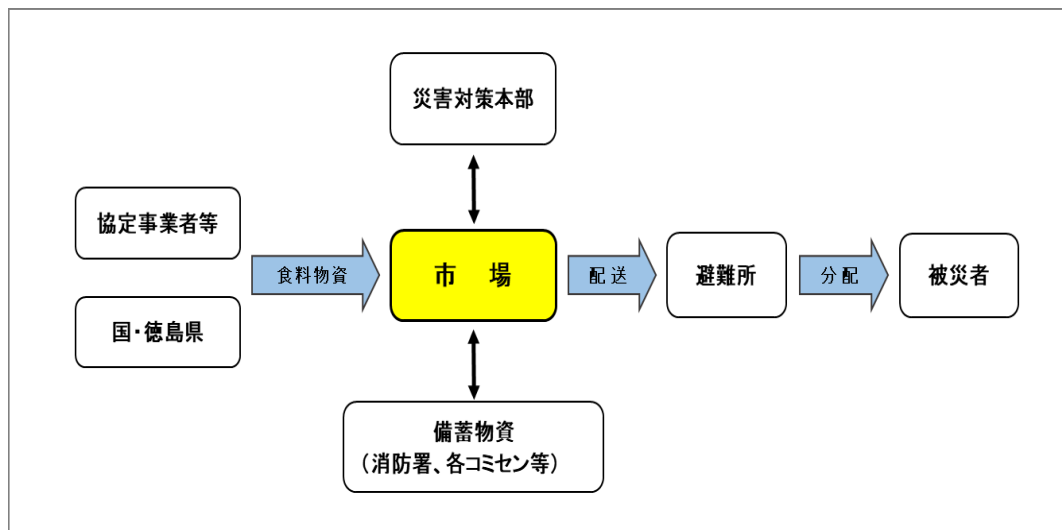 災害対策本部
協定事業者等
国・徳島県
食料物資
市　場
配送
避難所
分配
被災者
備蓄物資
（消防署、各コミセン等）